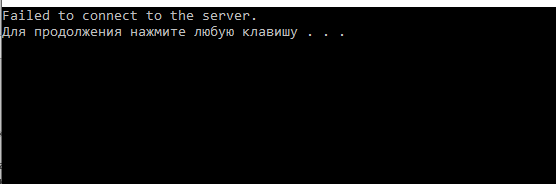 Failed to connect to the server.
Для продолжения нажмите любую клавишу . . .